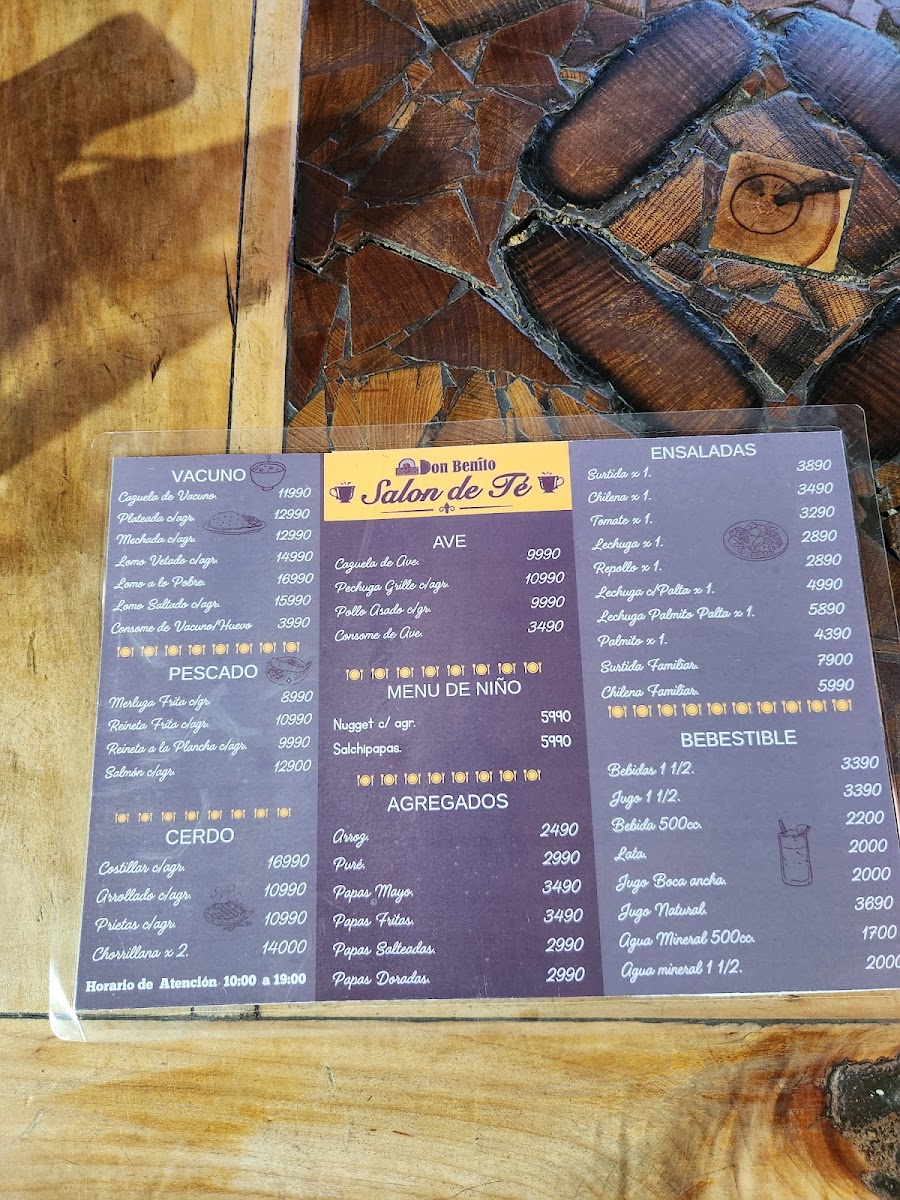 VACUNO
Cazuela de Vacuno. 11990
Plateada c/agr. 12990
Mechada c/agr. 12990
Lomo Vetado c/agr. 14990
Lomo a lo Pobre. 16990
Lomo Saltado c/agr. 15990
Consome de Vacuno/Huevo 3990
PESCADO
Merluza Frita c/gr. 8990
Reineta Frita c/agr. 10990
Reineta a la Plancha c/agr. 9990
Salmón c/agr. 12900
CERDO
Costillar c/agr. 16990
Arrollado c/agr. 10990
Prietas c/agr. 10990
Chorrillana x 2. 14000
Horario de Atención 10:00 a 19:00
Don Benito
Salon de Té
AVE
Cazuela de Ave. 9990
Pechuga Grille c/agr. 10990
Pollo Asado c/gr. 9990
Consome de Ave. 3490
MENU DE NIÑO
Nugget c/ agr. 5990
Salchipapas. 5990
AGREGADOS
Arroz. 2490
Puré. 2990
Papas Mayo. 3490
Papas Fritas. 3490
Papas Salteadas. 2990
Papas Doradas. 2990
ENSALADAS
Surtida x 1. 3890
Chilena x 1. 3490
Tomate x 1. 3290
Lechuga x 1. 2890
Repollo x 1. 2890
Lechuga c/Palta x 1. 4990
Lechuga Palmito Palta x 1. 5890
Palmito x 1. 4390
Surtida Familiar. 7900
Chilena Familiar. 5990
BEBESTIBLE
Bebidas 1 1/2. 3390
Jugo 1 1/2. 3390
Bebida 500cc. 2200
Lata. 2000
Jugo Boca ancha. 2000
Jugo Natural. 3690
Agua Mineral 500cc. 1700
Agua mineral 1 1/2. 2000